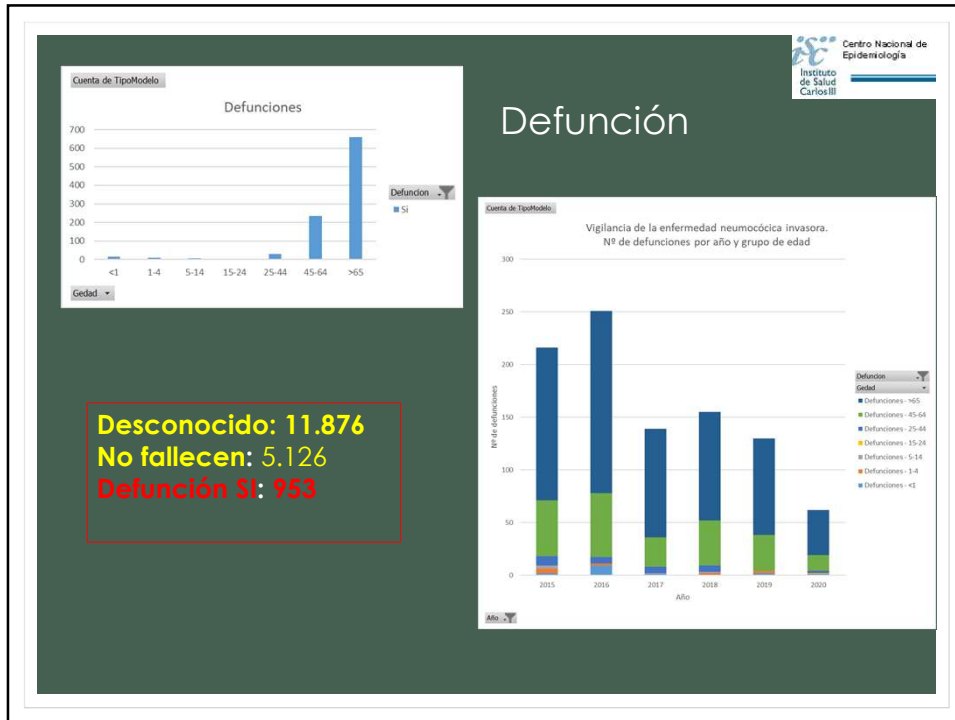 Instituto
de Salud
Carlos III
Centro Nacional de
Epidemiología
Defunción
Cuenta de TipoModelo
Defunciones
700
600
500
400
300
200
100
0
<1 1-4 5-14 15-24 25-44 45-64 >65
Defuncion
Si
Gedad
Desconocido: 11.876
No fallecen: 5.126
Defunción SI: 953
Cuenta de TipoModelo
Vigilancia de la enfermedad neumocócica invasora.
Nº de defunciones por año y grupo de edad
300
250
200
150
100
50
0
Nº de defunciones
2015 2016 2017 2018 2019 2020
Año
Defuncion
Gedad
Defunciones - >65
Defunciones - 45-64
Defunciones - 25-44
Defunciones - 15-24
Defunciones - 5-14
Defunciones - 1-4
Defunciones - <1
Año